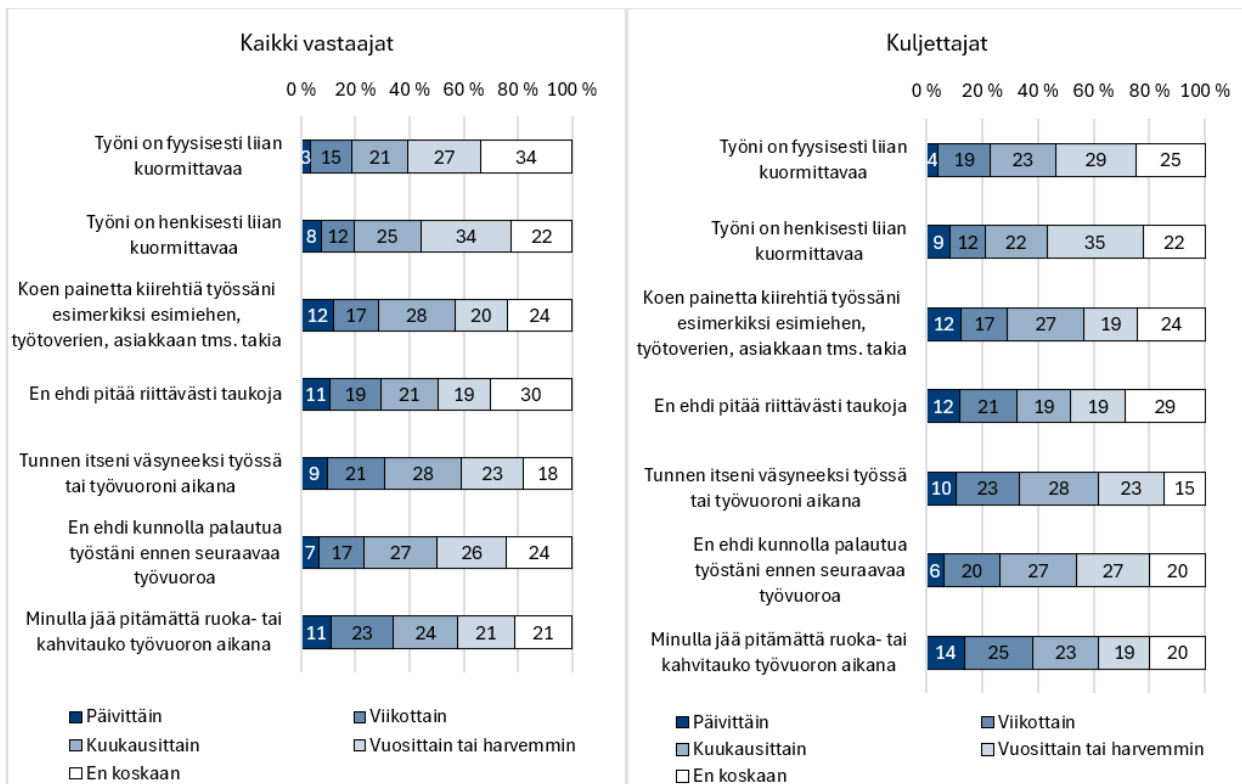 Kaikki vastaajat
0 % 20 % 40 % 60 % 80 % 100 %
Työni on fyysisesti liian
kuormittavaa
3 15 21 27 34
Työni on henkisesti liian
kuormittavaa
8 12 25 34 22
Koen painetta kiirehtiä työssäni
esimerkiksi esimiehen,
työtoverien, asiakkaan tms. takia
12 17 28 20 24
En ehdi pitää riittävästi taukoja
11 19 21 19 30
Tunnen itseni väsyneeksi työssä
tai työvuoroni aikana
9 21 28 23 18
En ehdi kunnolla palautua
työstäni ennen seuraavaa
työvuoroa
7 17 27 26 24
Minulla jää pitämättä ruoka- tai
kahvitauko työvuoron aikana
11 23 24 21 21
Päivittäin
Viikottain
Kuukausittain
Vuosittain tai harvemmin
En koskaan
Kuljettajat
0 % 20 % 40 % 60 % 80 % 100 %
Työni on fyysisesti liian
kuormittavaa
4 19 23 29 25
Työni on henkisesti liian
kuormittavaa
9 12 22 35 22
Koen painetta kiirehtiä työssäni
esimerkiksi esimiehen,
työtoverien, asiakkaan tms. takia
12 17 27 19 24
En ehdi pitää riittävästi taukoja
12 21 19 19 29
Tunnen itseni väsyneeksi työssä
tai työvuoroni aikana
10 23 28 23 15
En ehdi kunnolla palautua
työstäni ennen seuraavaa
työvuoroa
6 20 27 27 20
Minulla jää pitämättä ruoka- tai
kahvitauko työvuoron aikana
14 25 23 19 20
Päivittäin
Viikottain
Kuukausittain
Vuosittain tai harvemmin
En koskaan